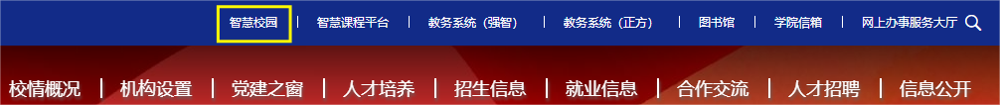 智慧校园 | 智慧课程平台 | 教务系统（强智） | 教务系统（正方） | 图书馆 | 学院信箱 | 网上办事服务大厅
校情概况 | 机构设置 | 党建之窗 | 人才培养 | 招生信息 | 就业信息 | 合作交流 | 人才招聘 | 信息公开